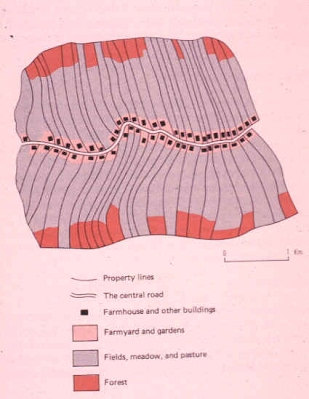 0 1 Km
Property lines
The central road
Farmhouse and other buildings
Farmyard and gardens
Fields, meadow, and pasture
Forest